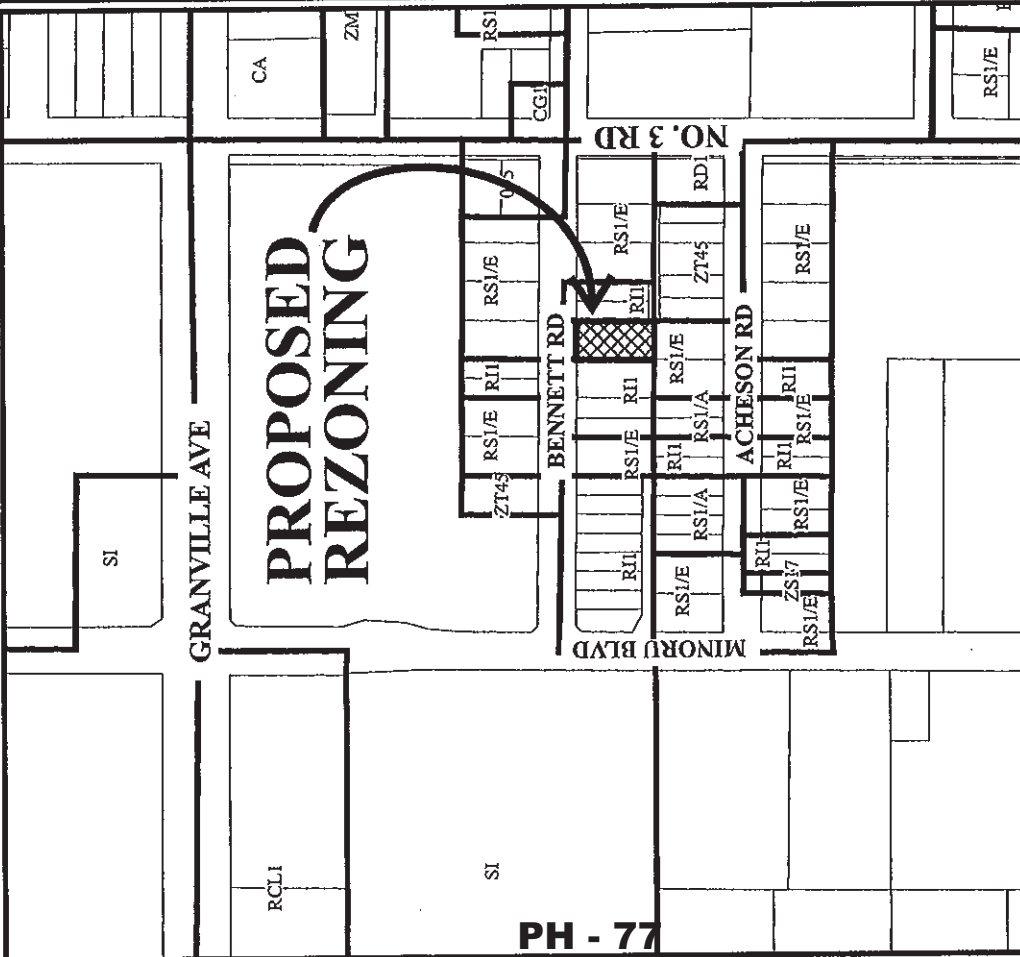 PROPOSED
REZONING
GRANVILLE AVE
SI
CA
ZM
RS1
CG1
NO. 3 RD
RS1/E
RCL1
SI
BENNETT RD
ZT45
RS1/E
RI1
RS1/E
RI1
RS1/E
RI1
RI1
RS1/E
MINORU BLVD
RS1/E
RS1/A
RI1
RS1/A
RS1/E
ZT45
RD1
ACHESON RD
RS1/E
ZS17
RI1
RS1/E
RI1
RS1/E
RI1
RS1/E
PH - 77